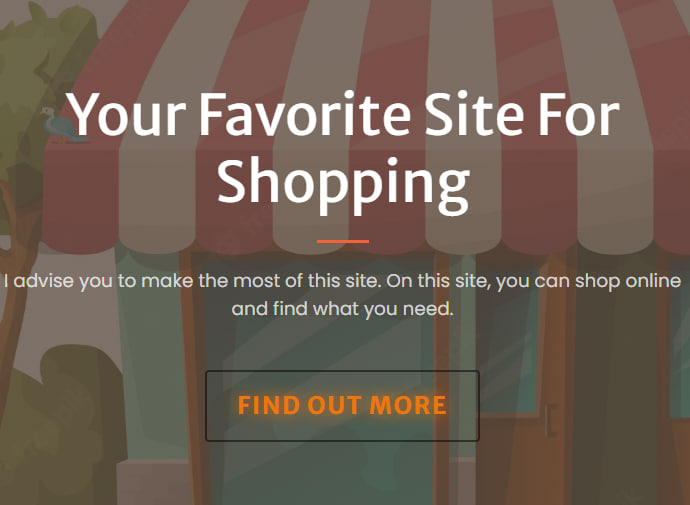 Your Favorite Site For
Shopping
I advise you to make the most of this site. On this site, you can shop online
and find what you need.
FIND OUT MORE